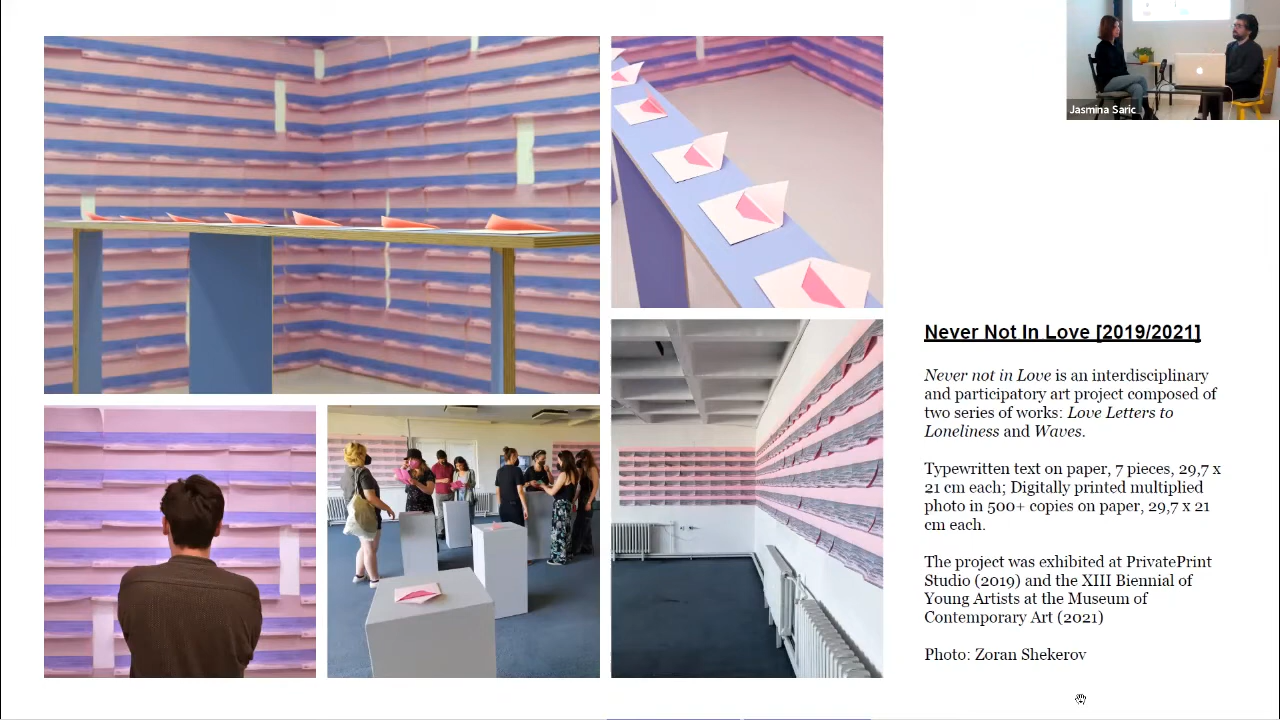 Jasmina Saric
Never Not In Love [2019/2021]
Never not in Love is an interdisciplinary
and participatory art project composed of
two series of works: Love Letters to
Loneliness and Waves.
Typewritten text on paper, 7 pieces, 29,7 x
21 cm each; Digitally printed multiplied
photo in 500+ copies on paper, 29,7 x 21
cm each.
The project was exhibited at PrivatePrint
Studio (2019) and the XIII Biennial of
Young Artists at the Museum of
Contemporary Art (2021)
Photo: Zoran Shekerov